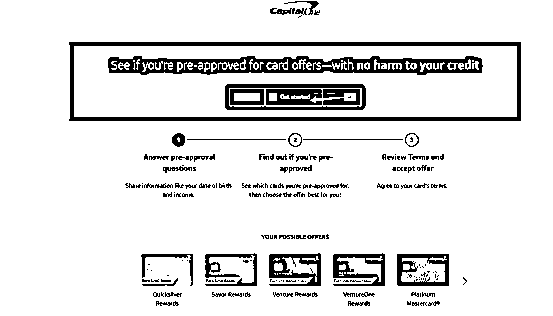 Capital One
See if you're pre-approved for card offers—with no harm to your credit
Get started
1
2
3
Answer pre-approval
questions
Find out if you're pre-
approved
Review Terms and
accept offer
Share information like your date of birth
and income.
See which cards you're pre-approved for,
then choose the offer best for you!
Agree to your card's terms.
YOUR POSSIBLE OFFERS
Quicksilver
Rewards
Savor Rewards
Venture Rewards
VentureOne
Rewards
Platinum
Mastercard®